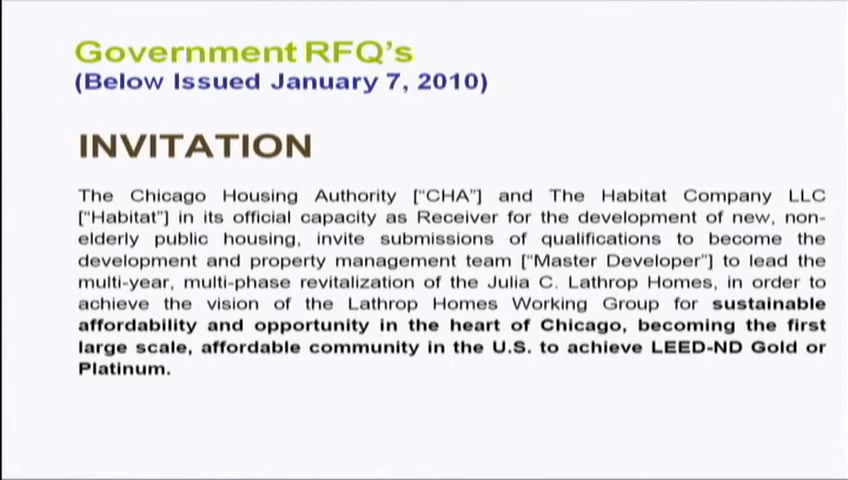 Government RFQ's
(Below Issued January 7, 2010)
INVITATION
The Chicago Housing Authority ["CHA"] and The Habitat Company LLC
["Habitat"] in its official capacity as Receiver for the development of new, non-
elderly public housing, invite submissions of qualifications to become the
development and property management team ["Master Developer"] to lead the
multi-year, multi-phase revitalization of the Julia C. Lathrop Homes, in order to
achieve the vision of the Lathrop Homes Working Group for sustainable
affordability and opportunity in the heart of Chicago, becoming the first
large scale, affordable community in the U.S. to achieve LEED-ND Gold or
Platinum.